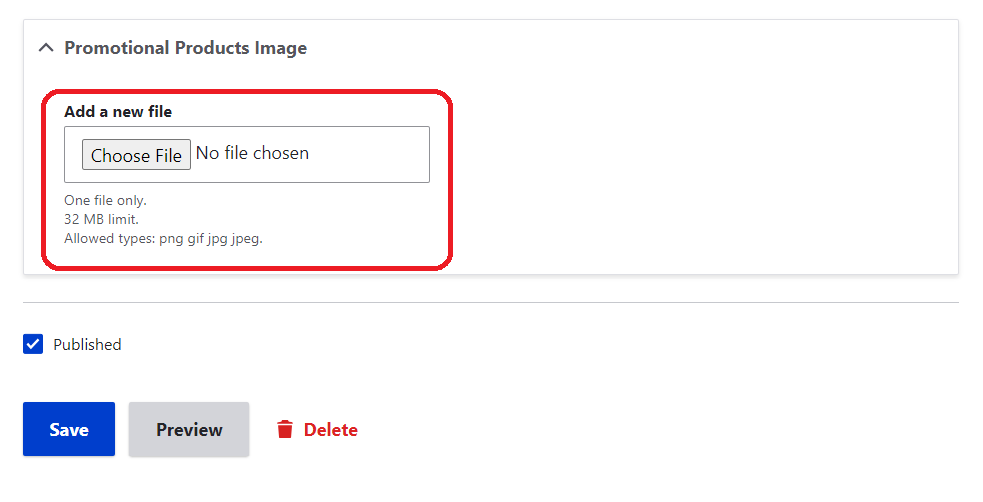 Promotional Products Image
Add a new file
Choose File No file chosen
One file only.
32 MB limit.
Allowed types: png gif jpg jpeg.
Published
Save Preview Delete